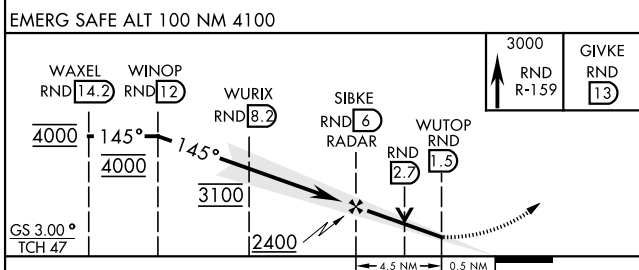 EMERG SAFE ALT 100 NM 4100
3000
RND
R-159
GIVKE
RND
13
WAXEL
RND 14.2
WINOP
RND 12
WURIX
RND 8.2
SIBKE
RND 6
RADAR
WUTOP
RND
1.5
RND
2.7
4000
145°
145°
4000
3100
2400
GS 3.00°
TCH 47
4.5 NM
0.5 NM